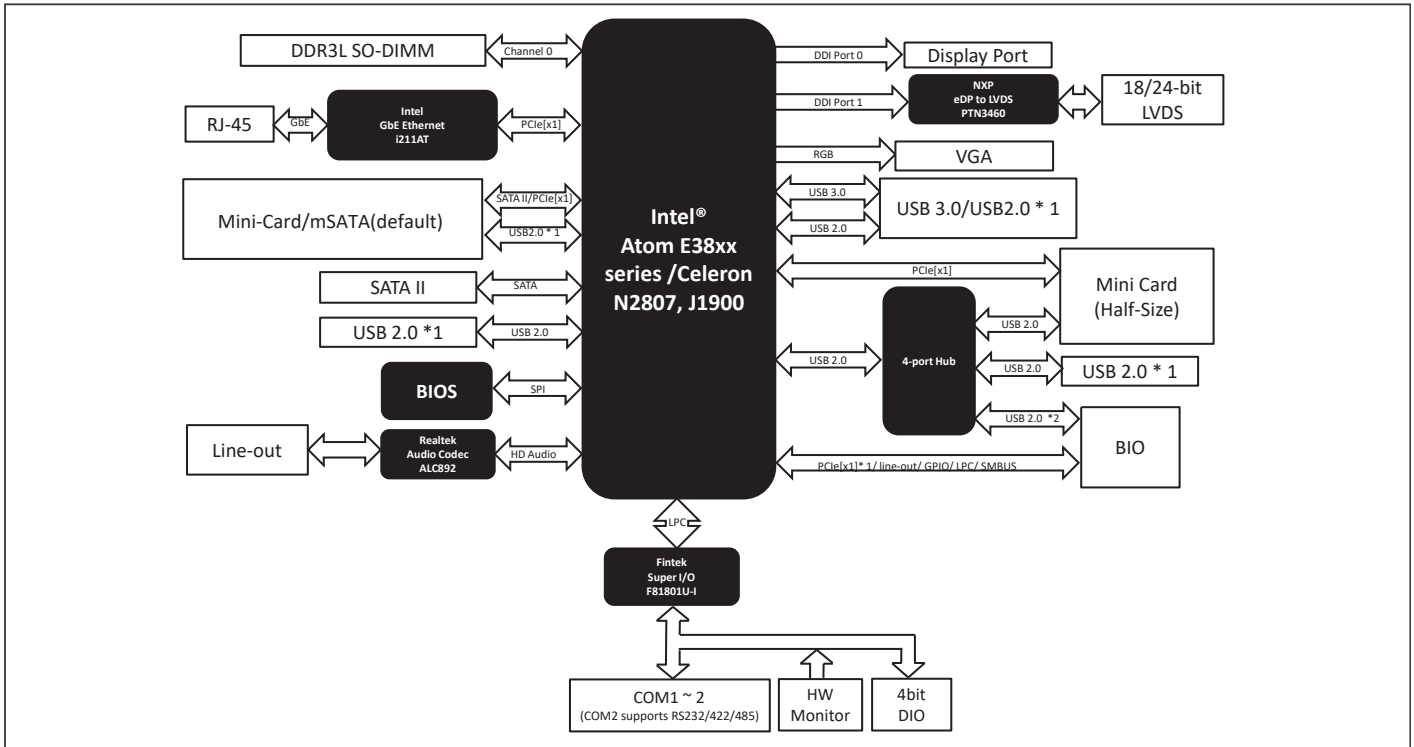 DDR3L SO-DIMM
Channel 0
RJ-45
GbE
Intel
GbE Ethernet
i211AT
PCIe[x1]
Mini-Card/mSATA(default)
SATA II/PCIe[x1]
USB2.0 * 1
SATA II
SATA
USB 2.0 *1
USB 2.0
BIOS
SPI
Line-out
Realtek
Audio Codec
ALC892
HD Audio
Intel®
Atom E38xx
series /Celeron
N2807, J1900
DDI Port 0
Display Port
DDI Port 1
NXP
eDP to LVDS
PTN3460
18/24-bit
LVDS
RGB
VGA
USB 3.0
USB 2.0
USB 3.0/USB2.0 * 1
PCIe[x1]
Mini Card
(Half-Size)
USB 2.0
4-port Hub
USB 2.0
USB 2.0
USB 2.0 * 1
USB 2.0 *2
BIO
PCIe[x1]* 1/ line-out/ GPIO/ LPC/ SMBUS
LPC
Fintek
Super I/O
F81801U-I
COM1 ~ 2
(COM2 supports RS232/422/485)
HW
Monitor
4bit
DIO